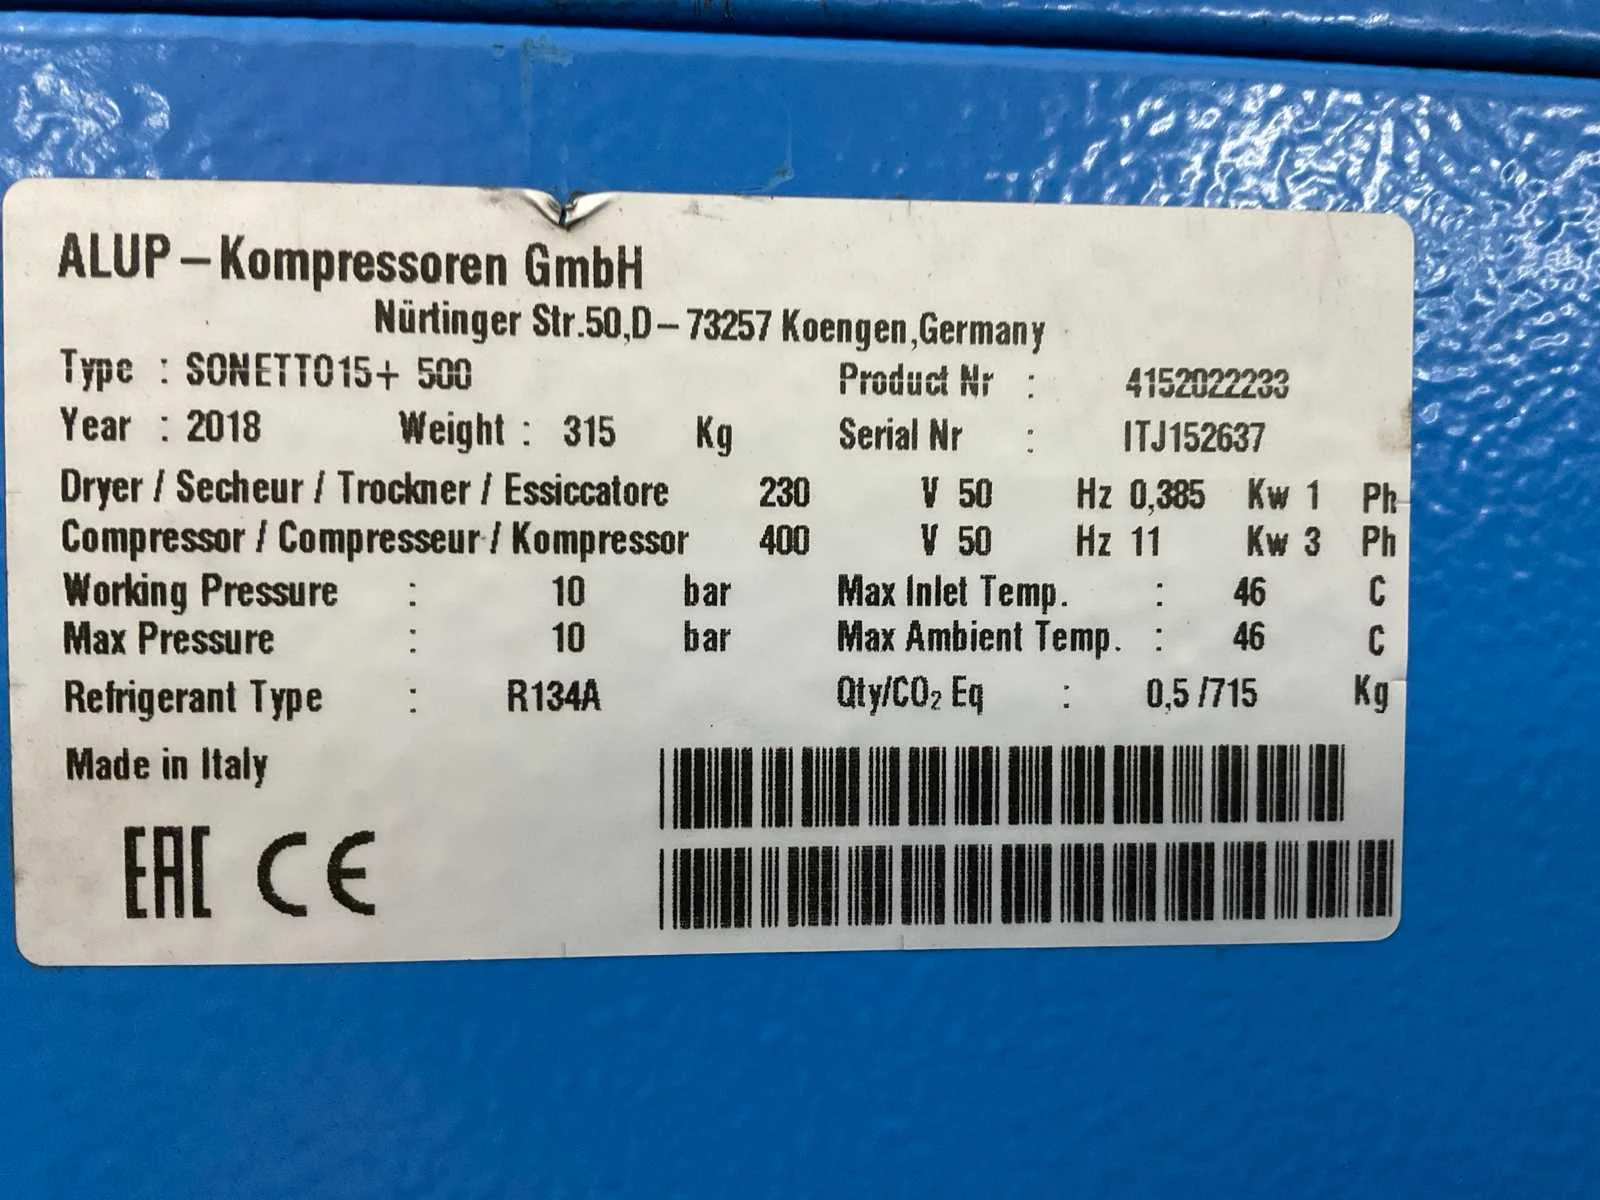 ALUP – Kompressoren GmbH
Nürtinger Str.50,D – 73257 Koengen,Germany
Type : SONETTO15+ 500 Product Nr : 4152022233
Year : 2018 Weight : 315 Kg Serial Nr : ITJ152637
Dryer / Secheur / Trockner / Essiccatore 230 V 50 Hz 0,385 Kw 1 Ph
Compressor / Compresseur / Kompressor 400 V 50 Hz 11 Kw 3 Ph
Working Pressure : 10 bar Max Inlet Temp. : 46 C
Max Pressure : 10 bar Max Ambient Temp. : 46 C
Refrigerant Type : R134A Qty/CO₂ Eq : 0,5 /715 Kg
Made in Italy
EAC CE